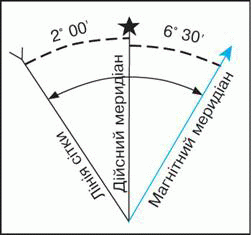 2° 00'
6° 30'
Лінія сітки
Дійсний меридіан
Магнітний меридіан